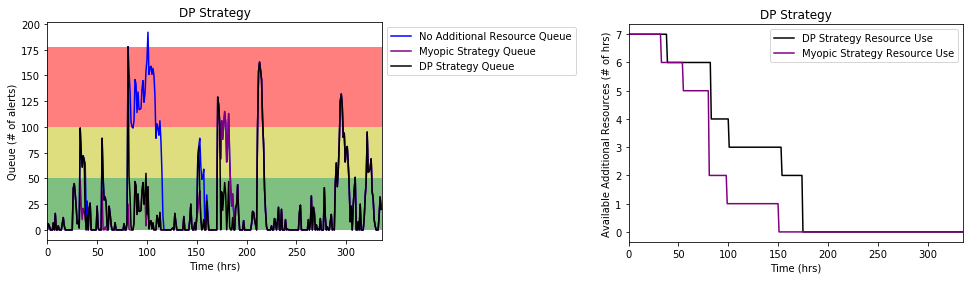 DP Strategy
Queue (# of alerts)
200
175
150
125
100
75
50
25
0
0 50 100 150 200 250 300
Time (hrs)
No Additional Resource Queue
Myopic Strategy Queue
DP Strategy Queue
DP Strategy
Available Additional Resources (# of hrs)
7
6
5
4
3
2
1
0
0 50 100 150 200 250 300
Time (hrs)
DP Strategy Resource Use
Myopic Strategy Resource Use